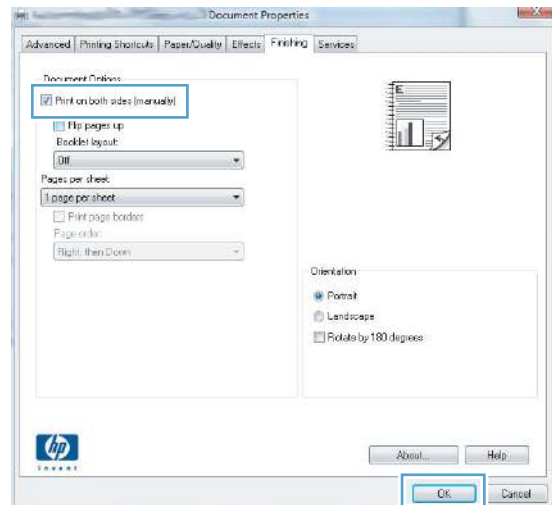 Document Properties
Advanced Printing Shortcuts Paper/Quality Effects Finishing Services
Document Options
Print on both sides (manually)
Flip pages up
Booklet layout:
Off
Pages per sheet:
1 page per sheet
Print page borders
Page order:
Right, then Down
Orientation
Portrait
Landscape
Rotate by 180 degrees
E
hp
invent
About... Help
OK Cancel